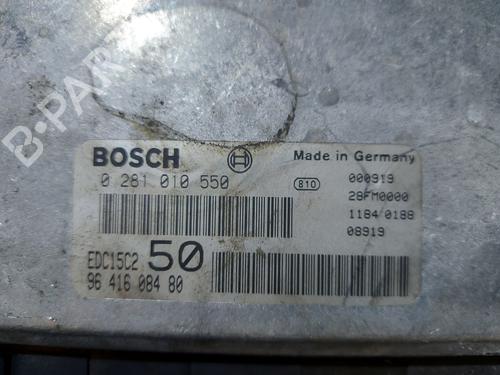 B-PARTS
BOSCH
Made in Germany
0 281 010 550
810
000919
28FM0000
1184 0188
08919
EDC15C2 50
96 416 084 80